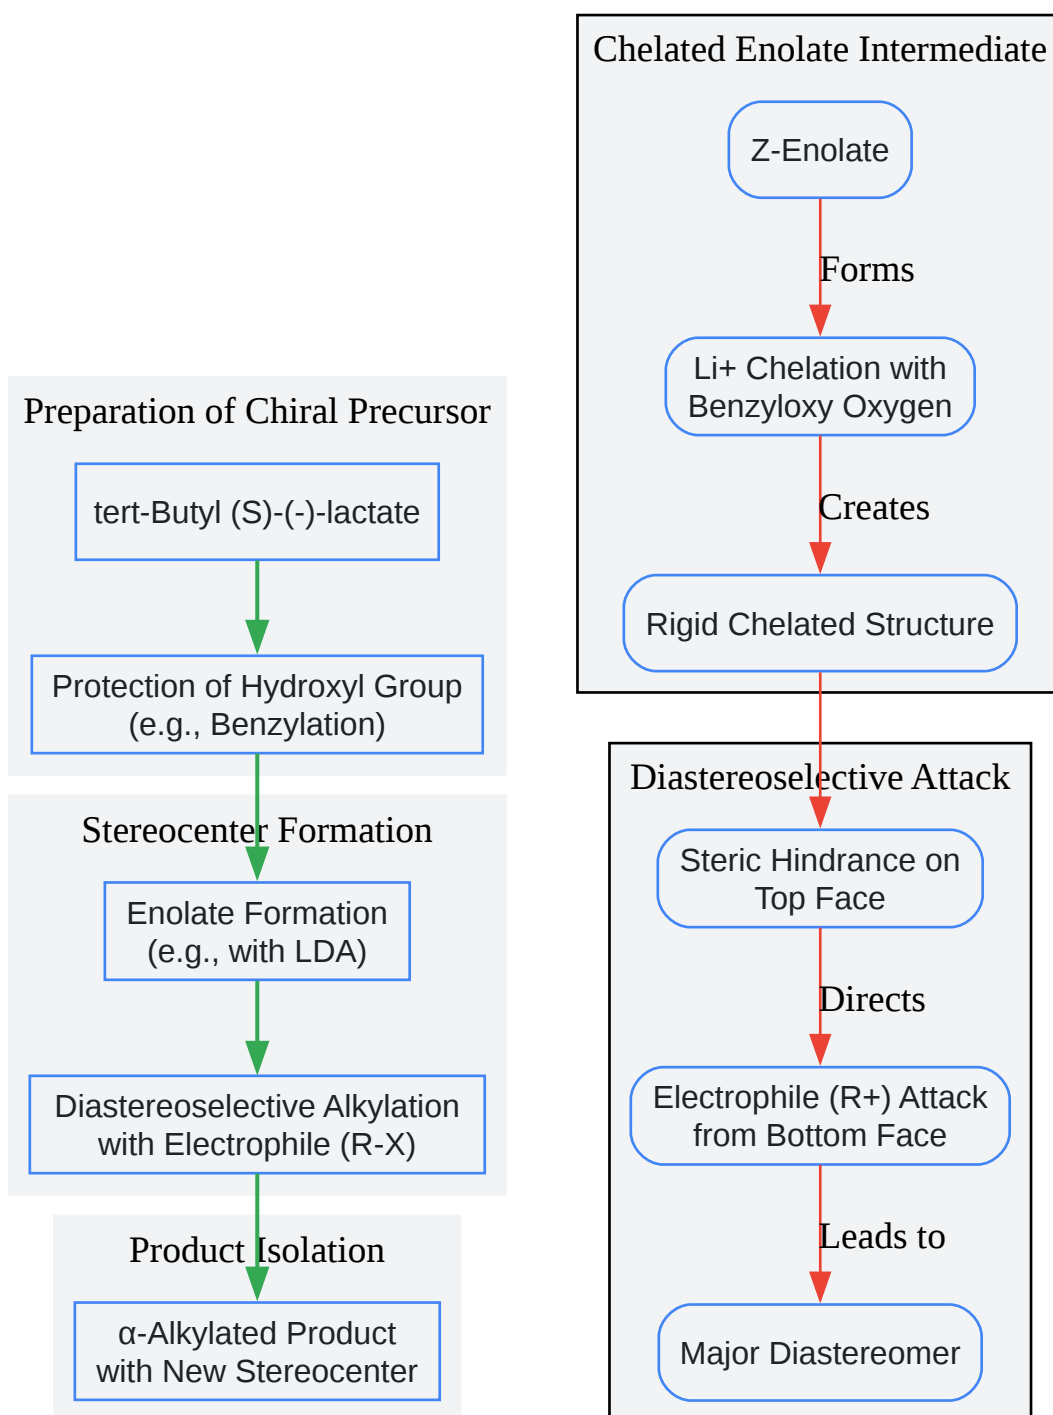 Preparation of Chiral Precursor
tert-Butyl (S)-(-)-lactate
Protection of Hydroxyl Group
(e.g., Benzylation)
Stereocenter Formation
Enolate Formation
(e.g., with LDA)
Diastereoselective Alkylation
with Electrophile (R-X)
Product Isolation
α-Alkylated Product
with New Stereocenter
Chelated Enolate Intermediate
Z-Enolate
Forms
Li+ Chelation with
Benzyloxy Oxygen
Creates
Rigid Chelated Structure
Diastereoselective Attack
Steric Hindrance on
Top Face
Directs
Electrophile (R+) Attack
from Bottom Face
Leads to
Major Diastereomer